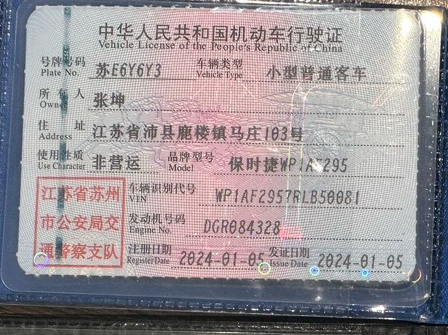 中华人民共和国机动车行驶证
Vehicle License of the People's Republic of China
号牌号码 Plate No. 苏E6Y6Y3 车辆类型 Vehicle Type 小型普通客车
所有人 Owner 张坤
住址 Address 江苏省沛县鹿楼镇马庄103号
使用性质 Use Character 非营运 品牌型号 Model 保时捷WP1AF295
江苏省苏州 车辆识别代号 VIN WP1AF2957RLB50081
市公安局交 发动机号码 Engine No. DGR084328
通警察支队 注册日期 Register Date 2024-01-05 发证日期 Issue Date 2024-01-05